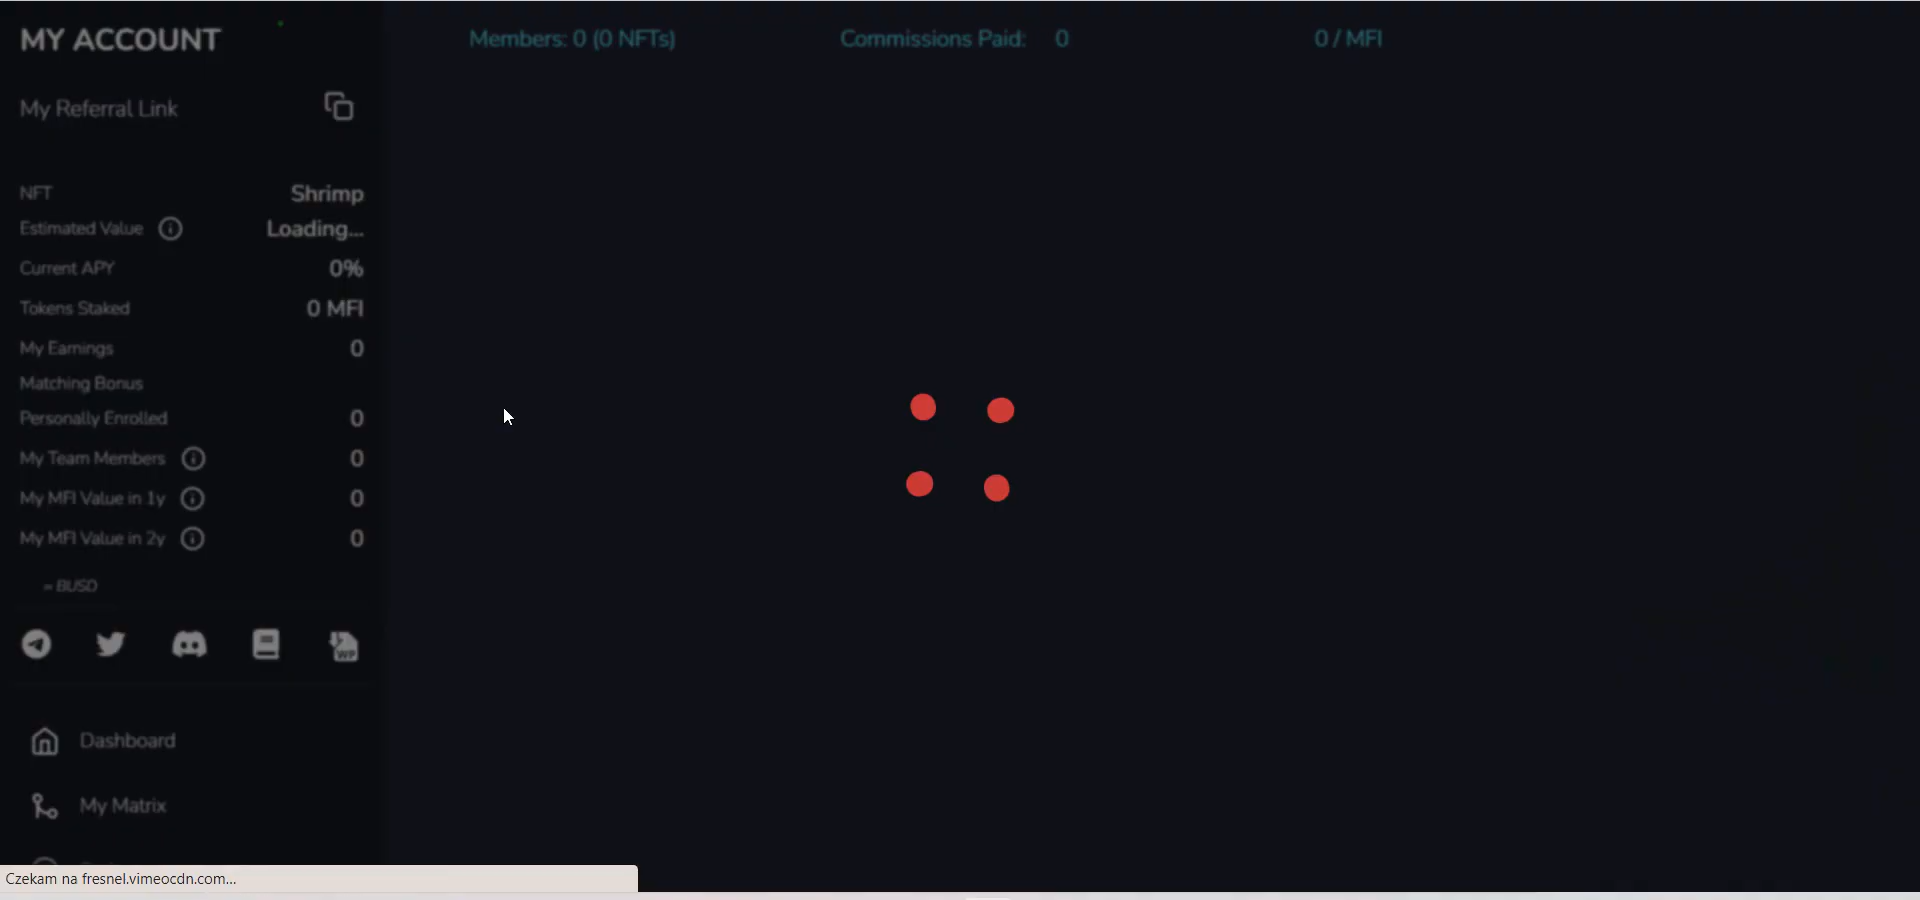 MY ACCOUNT
Members: 0 (0 NFTs)
Commissions Paid: 0
0 / MFI
My Referral Link
NFT Shrimp
Estimated Value Loading...
Current APY 0%
Tokens Staked 0 MFI
My Earnings 0
Matching Bonus
Personally Enrolled 0
My Team Members 0
My MFI Value in 1y 0
My MFI Value in 2y 0
= BUSD
WP
Dashboard
My Matrix
Czekam na fresnel.vimeocdn.com...